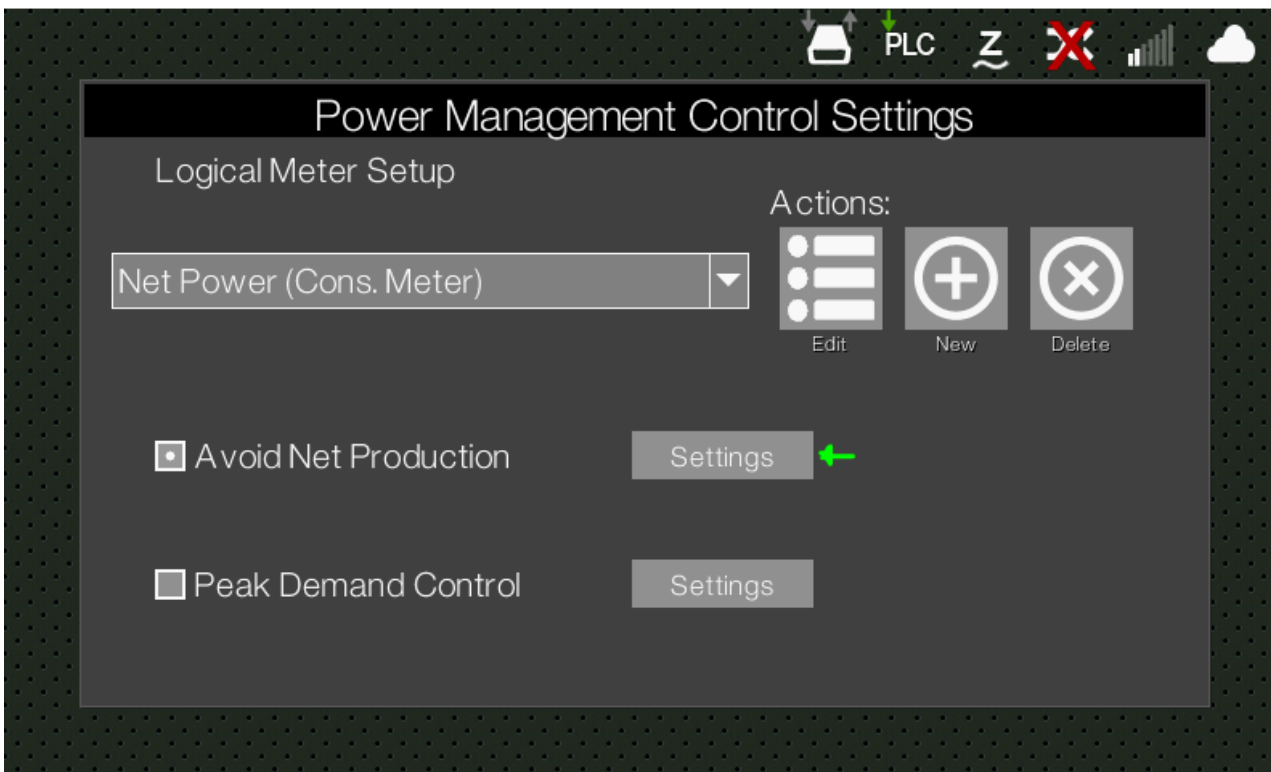 PLC Z
Power Management Control Settings
Logical Meter Setup
Actions:
Net Power (Cons. Meter)
Edit New Delete
Avoid Net Production Settings
Peak Demand Control Settings